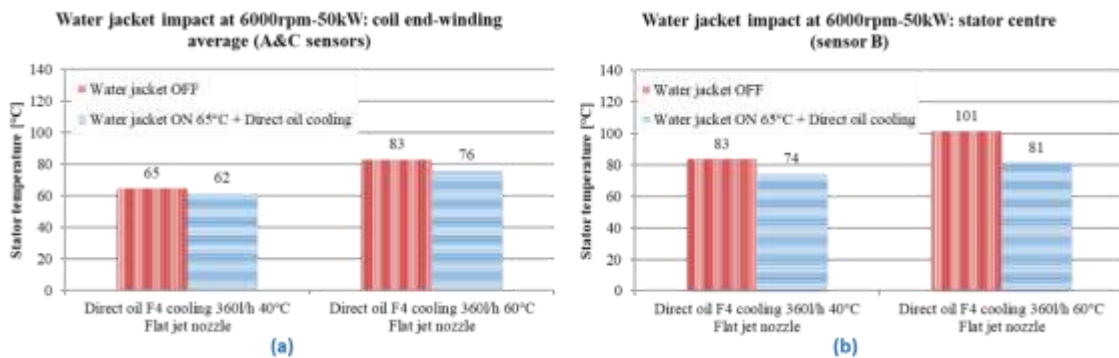 Water jacket impact at 6000rpm-50kW: coil end-winding
average (A&C sensors)
Stator temperature [°C]
140
120
100
80
60
40
20
0
Water jacket OFF
Water jacket ON 65°C + Direct oil cooling
65
62
83
76
Direct oil F4 cooling 360l/h 40°C
Flat jet nozzle
Direct oil F4 cooling 360l/h 60°C
Flat jet nozzle
(a)
Water jacket impact at 6000rpm-50kW: stator centre
(sensor B)
Stator temperature [°C]
140
120
100
80
60
40
20
0
Water jacket OFF
Water jacket ON 65°C + Direct oil cooling
83
74
101
81
Direct oil F4 cooling 360l/h 40°C
Flat jet nozzle
Direct oil F4 cooling 360l/h 60°C
Flat jet nozzle
(b)